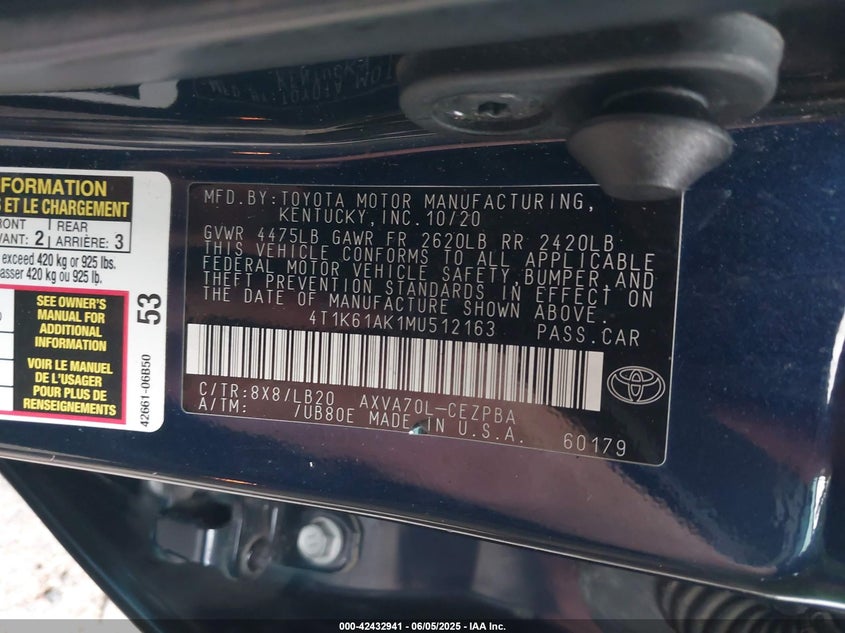 FORMATION
S ET LE CHARGEMENT
FRONT REAR
VANT: 2 ARRIÈRE: 3
exceed 420 kg or 925 lbs.
passer 420 kg ou 925 lb.
SEE OWNER'S
MANUAL FOR
ADDITIONAL
INFORMATION
VOIR LE MANUEL
DE L'USAGER
POUR PLUS DE
RENSEIGNEMENTS
53
42661-06B50
MFD.BY:TOYOTA MOTOR MANUFACTURING,
KENTUCKY,INC.10/20
GVWR 4475LB GAWR FR 2620LB RR 2420LB
THIS VEHICLE CONFORMS TO ALL APPLICABLE
FEDERAL MOTOR VEHICLE SAFETY,BUMPER,AND
THEFT PREVENTION STANDARDS IN EFFECT ON
THE DATE OF MANUFACTURE SHOWN ABOVE.
4T1K61AK1MU512163 PASS.CAR
C/TR:8X8/LB20 AXVA70L-CEZPBA
A/TM: /UB80E MADE IN U.S.A. 60179
000-42432941 - 06/05/2025 - IAA Inc.